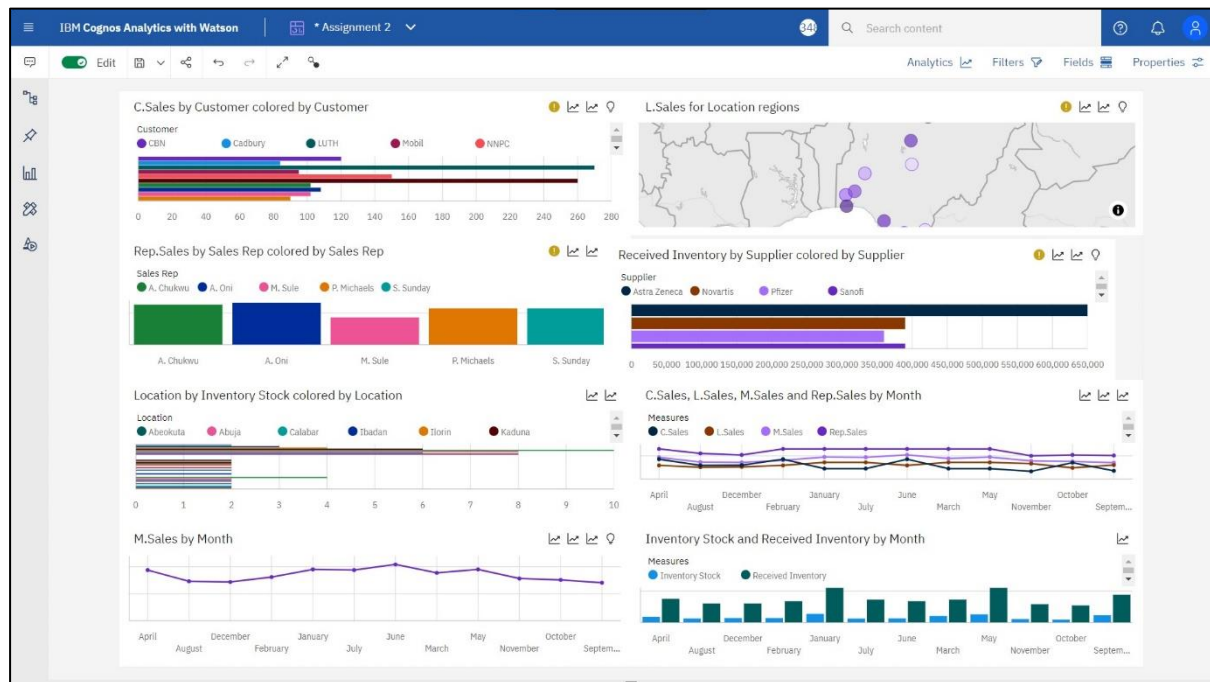 IBM Cognos Analytics with Watson
* Assignment 2
Search content
Edit
Analytics
Filters
Fields
Properties
C.Sales by Customer colored by Customer
Customer
CBN Cadbury LUTH Mobil NNPC
0 20 40 60 80 100 120 140 160 180 200 220 240 260 280
L.Sales for Location regions
Rep.Sales by Sales Rep colored by Sales Rep
Sales Rep
A. Chukwu A. Oni M. Sule P. Michaels S. Sunday
A. Chukwu A. Oni M. Sule P. Michaels S. Sunday
Received Inventory by Supplier colored by Supplier
Supplier
Astra Zeneca Novartis Pfizer Sanofi
0 50,000 100,000 150,000 200,000 250,000 300,000 350,000 400,000 450,000 500,000 550,000 600,000 650,000
Location by Inventory Stock colored by Location
Location
Abeokuta Abuja Calabar Ibadan Ilorin Kaduna
0 1 2 3 4 5 6 7 8 9 10
C.Sales, L.Sales, M.Sales and Rep.Sales by Month
Measures
C.Sales L.Sales M.Sales Rep.Sales
April December January June May October
August February July March November Septem...
M.Sales by Month
April December January June May October
August February July March November Septem...
Inventory Stock and Received Inventory by Month
Measures
Inventory Stock Received Inventory
April December January June May October
August February July March November Septem...